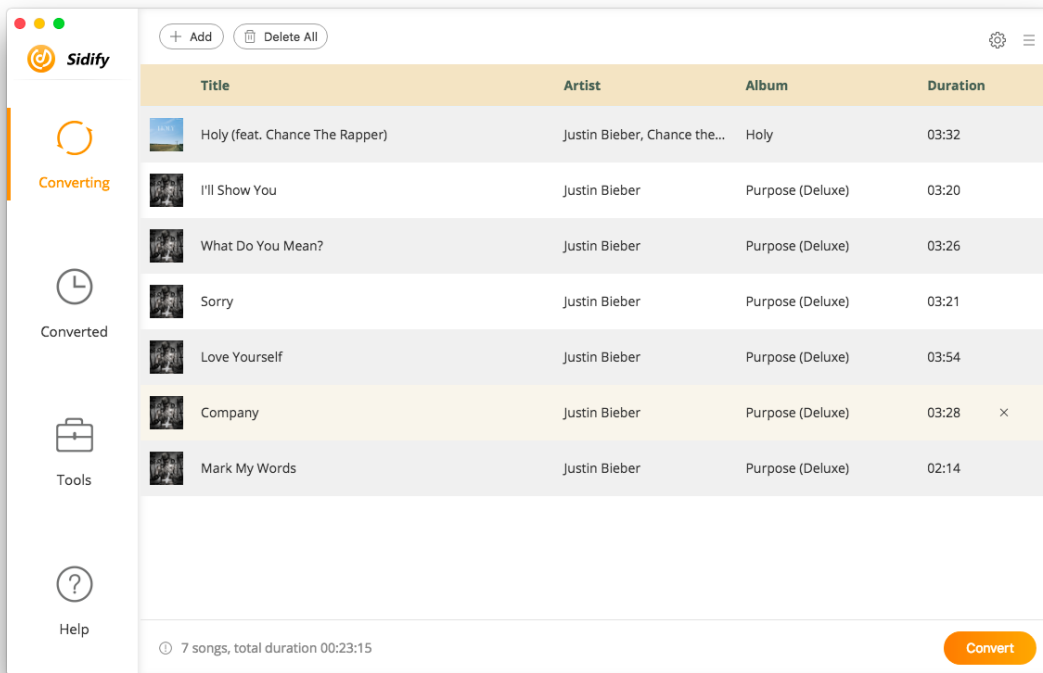 Sidify
Add Delete All
Title Artist Album Duration
Holy (feat. Chance The Rapper) Justin Bieber, Chance the... Holy 03:32
I'll Show You Justin Bieber Purpose (Deluxe) 03:20
What Do You Mean? Justin Bieber Purpose (Deluxe) 03:26
Sorry Justin Bieber Purpose (Deluxe) 03:21
Love Yourself Justin Bieber Purpose (Deluxe) 03:54
Company Justin Bieber Purpose (Deluxe) 03:28
Mark My Words Justin Bieber Purpose (Deluxe) 02:14
Converting
Converted
Tools
Help
7 songs, total duration 00:23:15
Convert